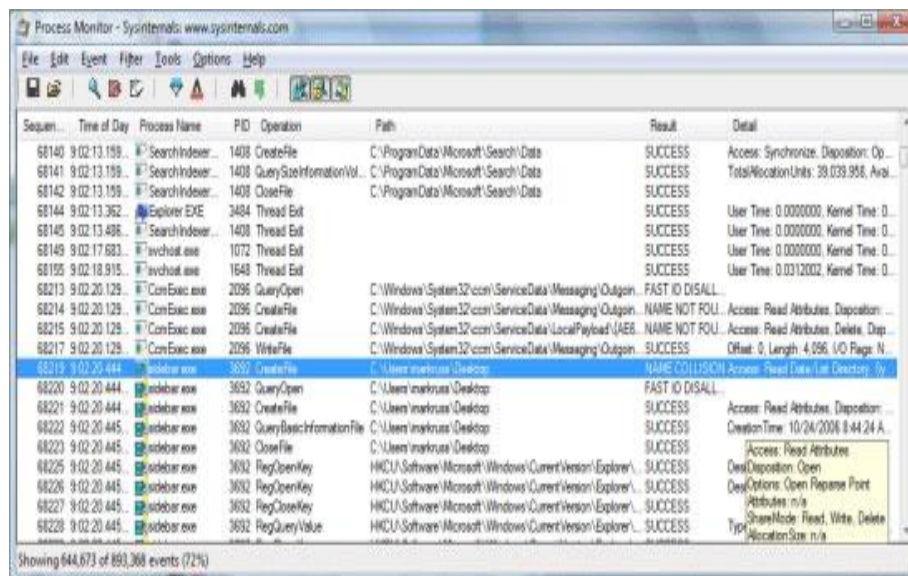 Process Monitor - Sysinternals: www.sysinternals.com
File Edit Event Filter Tools Options Help
Sequen... Time of Day Process Name PID Operation Path Result Detail
68140 9:02:13.159... SearchIndexer... 1408 CreateFile C:\ProgramData\Microsoft\Search\Data SUCCESS Access: Synchronize, Disposition: Op...
68141 9:02:13.159... SearchIndexer... 1408 QuerySizeInformationVol... C:\ProgramData\Microsoft\Search\Data SUCCESS TotalAllocationUnits: 39,039,958, Avai...
68142 9:02:13.159... SearchIndexer... 1408 CloseFile C:\ProgramData\Microsoft\Search\Data SUCCESS
68144 9:02:13.362... Explorer.EXE 3484 Thread Exit SUCCESS User Time: 0.0000000, Kernel Time: 0...
68145 9:02:13.486... SearchIndexer... 1408 Thread Exit SUCCESS User Time: 0.0000000, Kernel Time: 0...
68149 9:02:17.683... svchost.exe 1072 Thread Exit SUCCESS User Time: 0.0000000, Kernel Time: 0...
68155 9:02:18.915... svchost.exe 1648 Thread Exit SUCCESS User Time: 0.0312002, Kernel Time: 0...
68213 9:02:20.129... CcmExec.exe 2096 QueryOpen C:\Windows\System32\ccm\ServiceData\Messaging\Outgoin... FAST IO DISALL...
68214 9:02:20.129... CcmExec.exe 2096 CreateFile C:\Windows\System32\ccm\ServiceData\Messaging\Outgoin... NAME NOT FOU... Access: Read Attributes, Disposition: ...
68215 9:02:20.129... CcmExec.exe 2096 CreateFile C:\Windows\System32\ccm\ServiceData\LocalPayload\{AE6... NAME NOT FOU... Access: Read Attributes, Delete, Disp...
68217 9:02:20.129... CcmExec.exe 2096 WriteFile C:\Windows\System32\ccm\ServiceData\Messaging\Outgoin... SUCCESS Offset: 0, Length: 4,096, I/O Flags: N...
68219 9:02:20.444... sidebar.exe 3692 CreateFile C:\Users\markruss\Desktop NAME COLLISION Access: Read Data/List Directory, Sy...
68220 9:02:20.444... sidebar.exe 3692 QueryOpen C:\Users\markruss\Desktop FAST IO DISALL...
68221 9:02:20.444... sidebar.exe 3692 CreateFile C:\Users\markruss\Desktop SUCCESS Access: Read Attributes, Disposition: ...
68222 9:02:20.445... sidebar.exe 3692 QueryBasicInformationFile C:\Users\markruss\Desktop SUCCESS CreationTime: 10/24/2006 8:44:24 A...
68223 9:02:20.445... sidebar.exe 3692 CloseFile C:\Users\markruss\Desktop SUCCESS
68225 9:02:20.445... sidebar.exe 3692 RegOpenKey HKCU\Software\Microsoft\Windows\CurrentVersion\Explorer\... SUCCESS
68226 9:02:20.445... sidebar.exe 3692 RegOpenKey HKCU\Software\Microsoft\Windows\CurrentVersion\Explorer\... SUCCESS
68227 9:02:20.445... sidebar.exe 3692 RegCloseKey HKCU\Software\Microsoft\Windows\CurrentVersion\Explorer\... SUCCESS
68228 9:02:20.445... sidebar.exe 3692 RegQueryValue HKCU\Software\Microsoft\Windows\CurrentVersion\Explorer\... SUCCESS
Access: Read Attributes
Disposition: Open
Options: Open Reparse Point
Attributes: n/a
ShareMode: Read, Write, Delete
AllocationSize: n/a
Showing 644,673 of 893,368 events (72%)